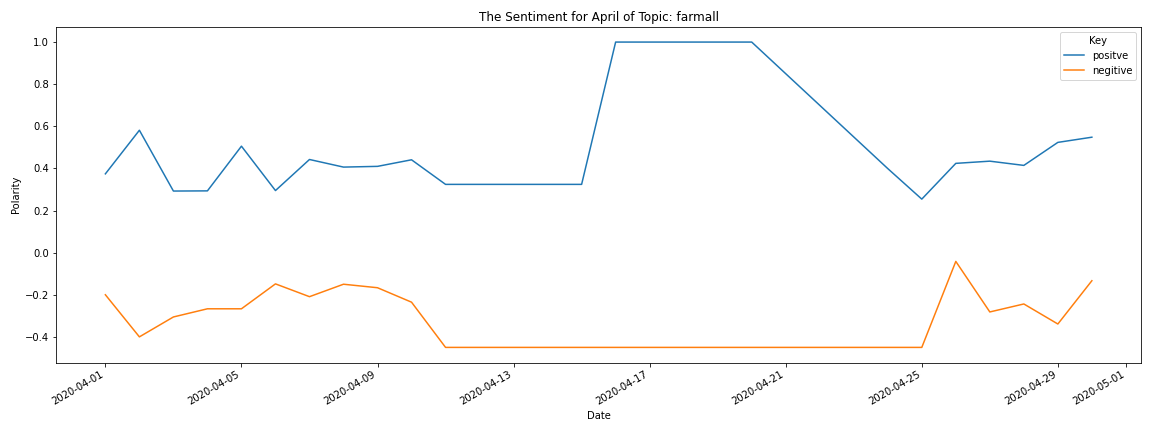 The Sentiment for April of Topic: farmall
Key
positve
negitive
Polarity
1.0
0.8
0.6
0.4
0.2
0.0
−0.2
−0.4
2020-04-01
2020-04-05
2020-04-09
2020-04-13
2020-04-17
2020-04-21
2020-04-25
2020-04-29
2020-05-01
Date